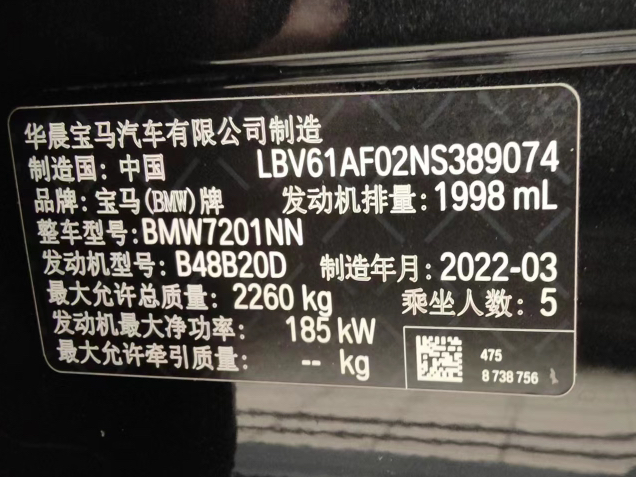 华晨宝马汽车有限公司制造
制造国: 中国 LBV61AF02NS389074
品牌: 宝马(BMW)牌 发动机排量: 1998 mL
整车型号: BMW7201NN
发动机型号: B48B20D 制造年月: 2022-03
最大允许总质量: 2260 kg 乘坐人数: 5
发动机最大净功率: 185 kW
最大允许牵引质量: -- kg
475
8 738 756